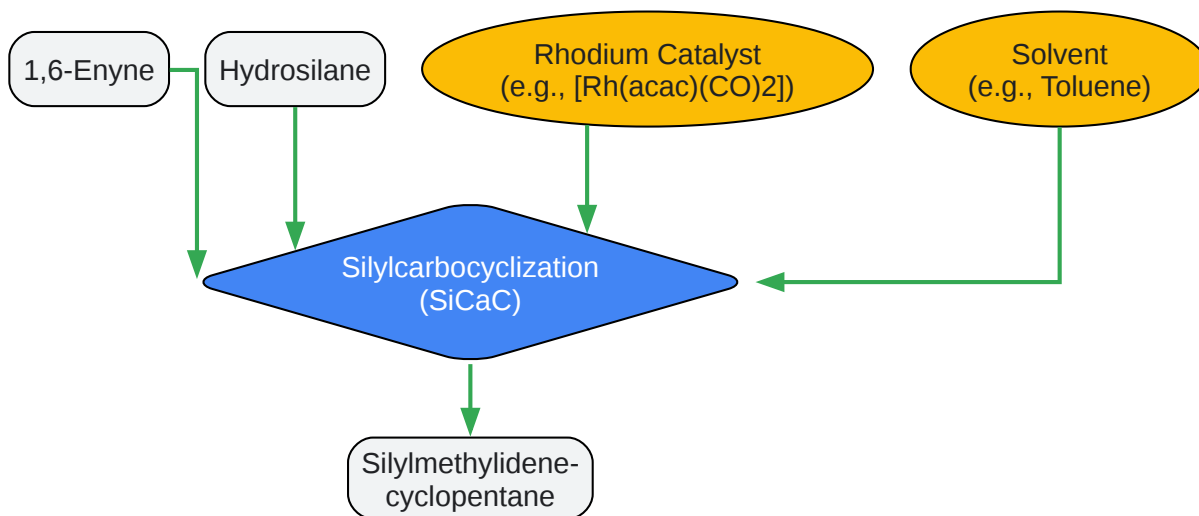 1,6-Enyne
Hydrosilane
Rhodium Catalyst
(e.g., [Rh(acac)(CO)2])
Solvent
(e.g., Toluene)
Silylcarbocyclization
(SiCaC)
Silylmethylidene-
cyclopentane